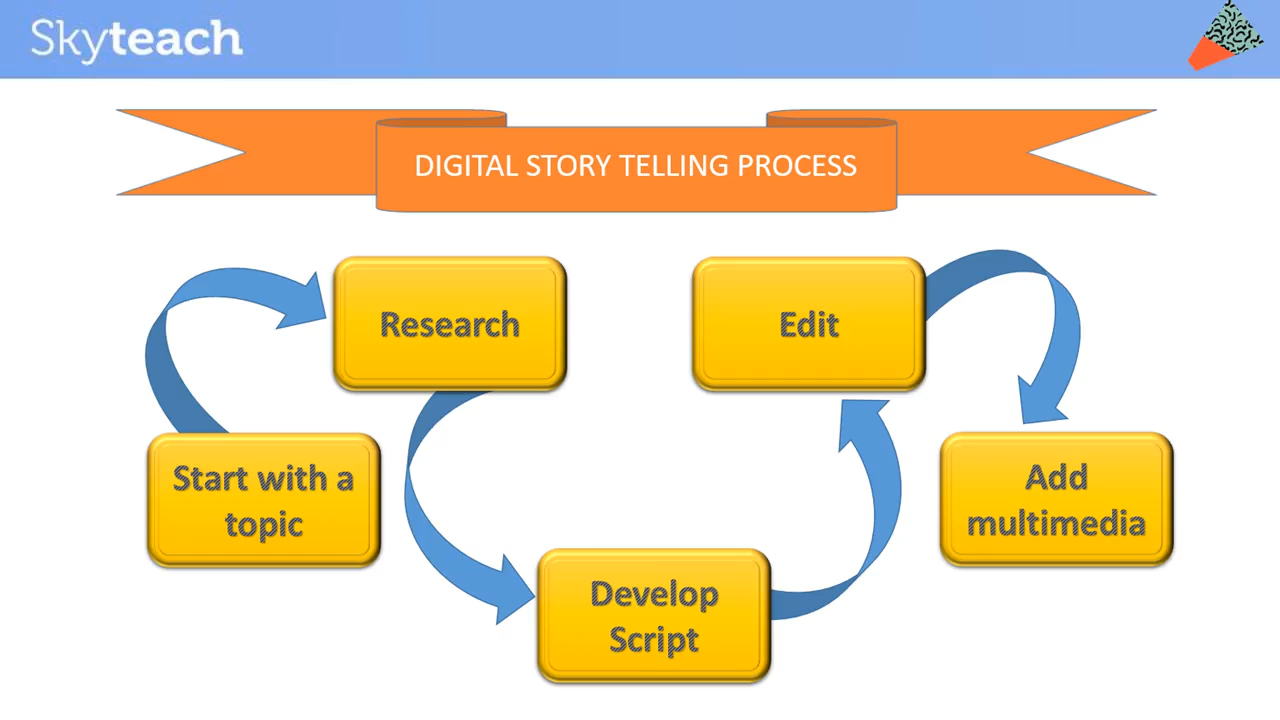 Skyteach
DIGITAL STORY TELLING PROCESS
Research
Edit
Start with a
topic
Add
multimedia
Develop
Script